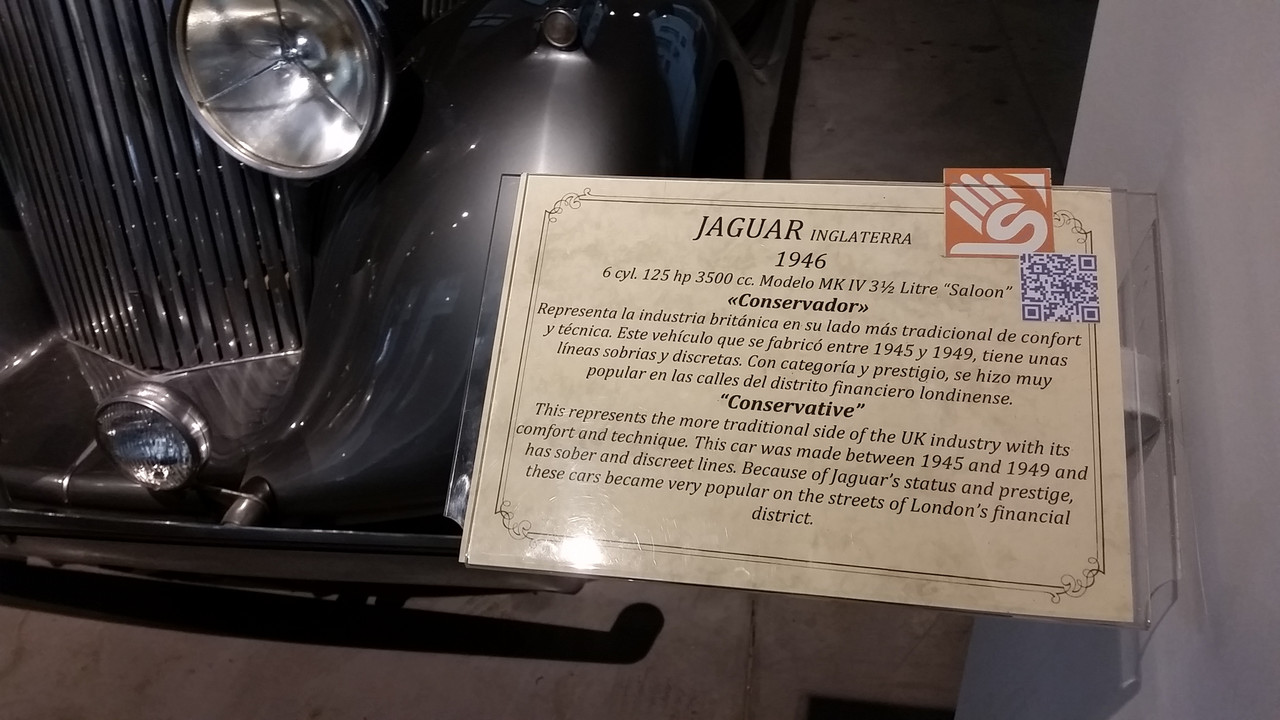 JAGUAR INGLATERRA
1946
6 cyl. 125 hp 3500 cc. Modelo MK IV 3½ Litre “Saloon”
«Conservador»
Representa la industria británica en su lado más tradicional de confort
y técnica. Este vehículo que se fabricó entre 1945 y 1949, tiene unas
líneas sobrias y discretas. Con categoría y prestigio, se hizo muy
popular en las calles del distrito financiero londinense.
“Conservative”
This represents the more traditional side of the UK industry with its
comfort and technique. This car was made between 1945 and 1949 and
has sober and discreet lines. Because of Jaguar’s status and prestige,
these cars became very popular on the streets of London’s financial
district.